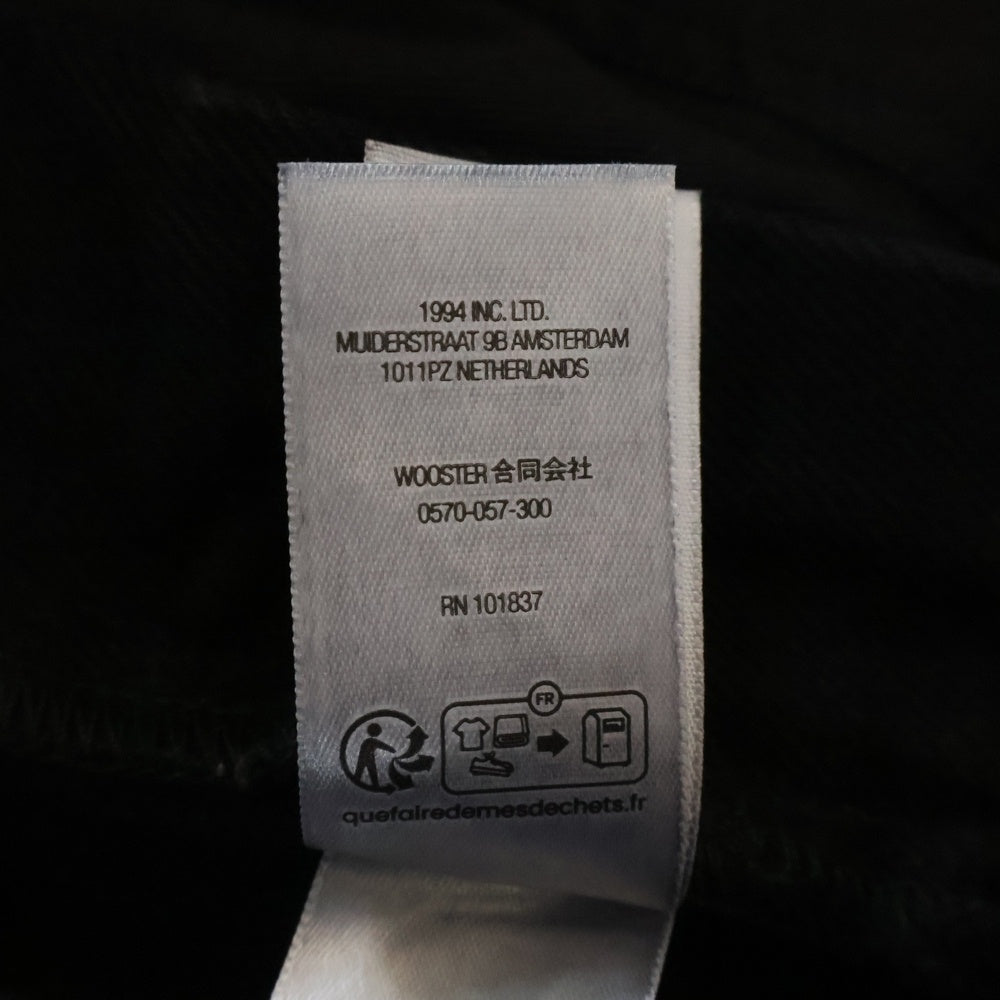 1994 INC. LTD.
MUIDERSTRAAT 9B AMSTERDAM
1011PZ NETHERLANDS
WOOSTER 合同会社
0570-057-300
RN 101837
FR
quefairedemesdechets.fr